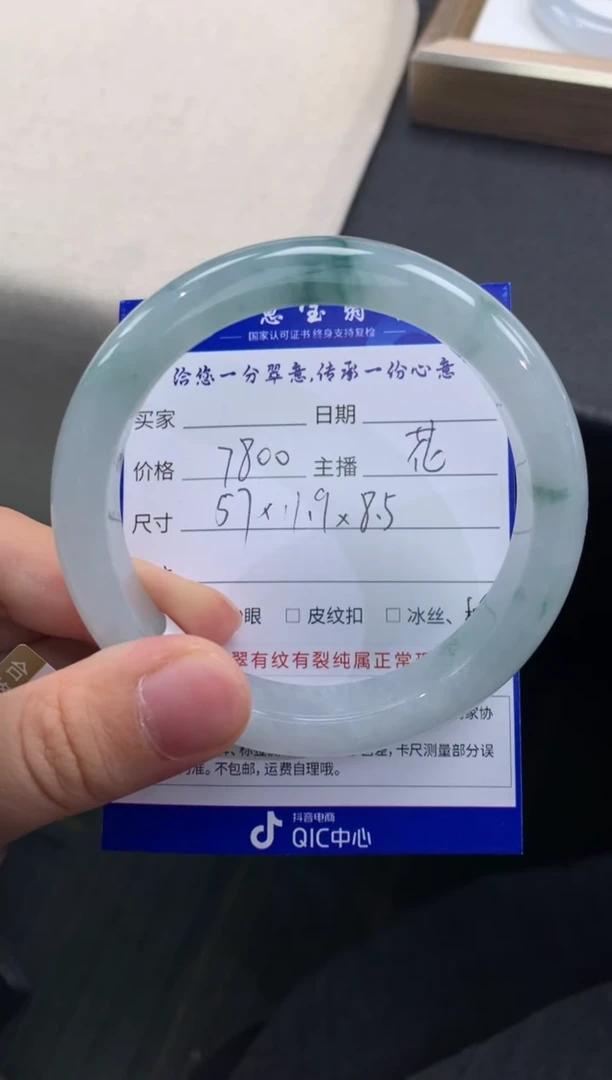 国家认可证书 终身支持复检
给您一分翠意,传承一份心意
买家 日期
价格 7800 主播 花
尺寸 57×11.9×8.5
眼 □ 皮纹扣 □ 冰丝、
翠有纹有裂纯属正常
家协
差,卡尺测量部分误
准。不包邮,运费自理哦。
抖音电商
QIC中心